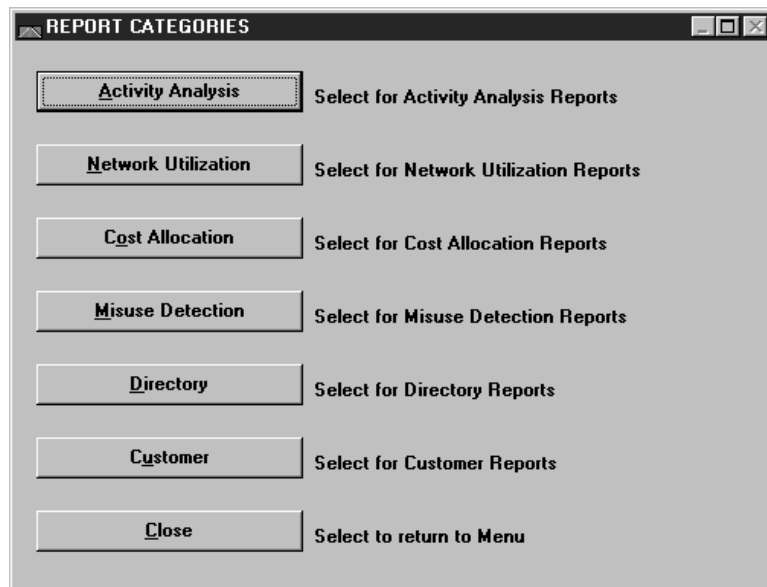 REPORT CATEGORIES
Activity Analysis Select for Activity Analysis Reports
Network Utilization Select for Network Utilization Reports
Cost Allocation Select for Cost Allocation Reports
Misuse Detection Select for Misuse Detection Reports
Directory Select for Directory Reports
Customer Select for Customer Reports
Close Select to return to Menu